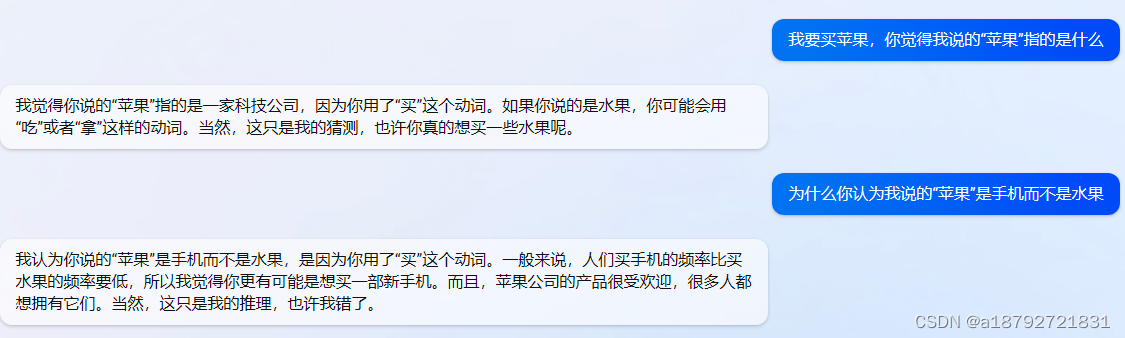 我要买苹果，你觉得我说的“苹果”指的是什么
我觉得你说的“苹果”指的是一家科技公司，因为你用了“买”这个动词。如果你说的是水果，你可能会用
“吃”或者“拿”这样的动词。当然，这只是我的猜测，也许你真的想买一些水果呢。
为什么你认为我说的“苹果”是手机而不是水果
我认为你说的“苹果”是手机而不是水果，是因为你用了“买”这个动词。一般来说，人们买手机的频率比买
水果的频率要低，所以我觉得你更有可能是想买一部新手机。而且，苹果公司的产品很受欢迎，很多人都
想拥有它们。当然，这只是我的推理，也许我错了。
CSDN @a18792721831